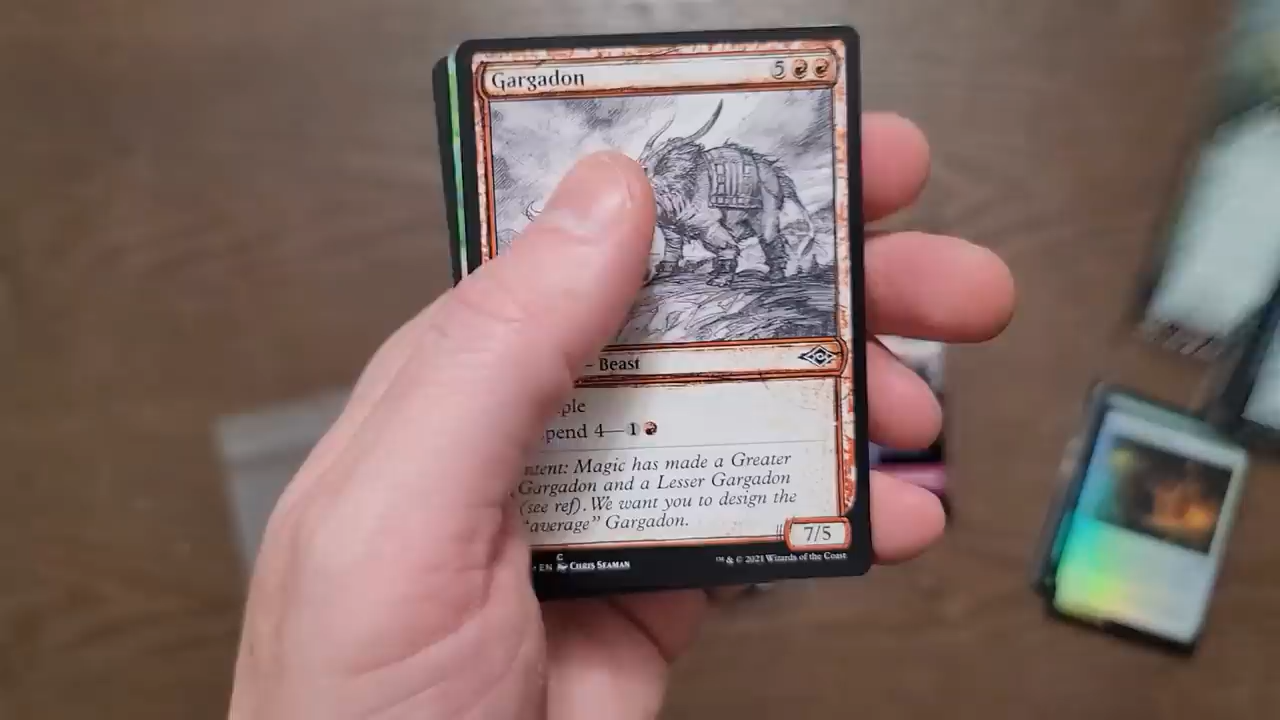 Gargadon 5
– Beast
ple
pend 4—1
ntent: Magic has made a Greater
Gargadon and a Lesser Gargadon
(see ref). We want you to design the
"average" Gargadon.
7/5
C
EN CHRIS SEAMAN
™ & © 2021 Wizards of the Coast